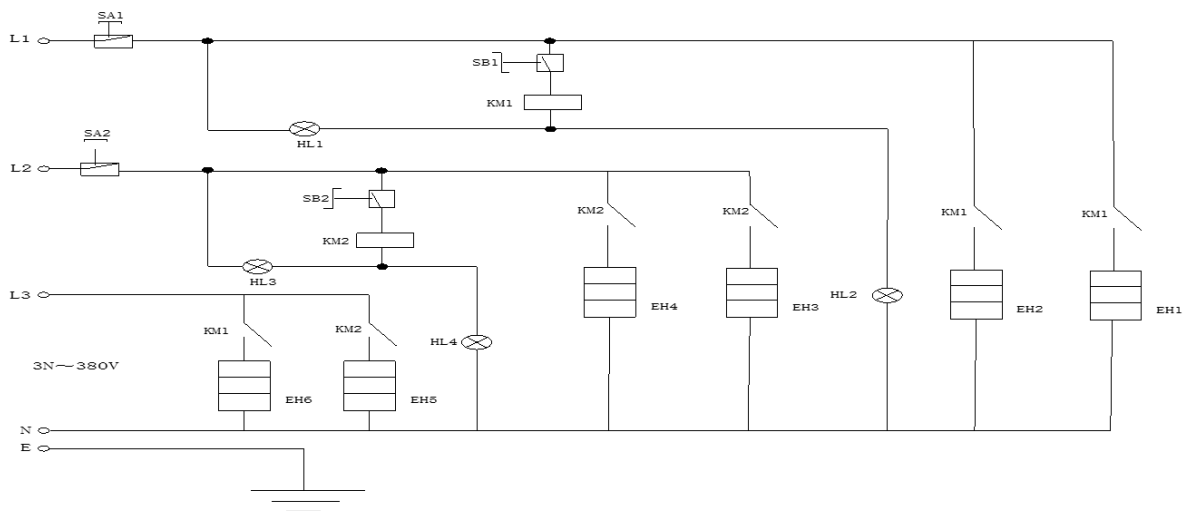 SA1
L1
SB1
KM1
HL1
SA2
L2
SB2
KM2
KM2
KM2
KM1
KM1
HL3
L3
EH4
EH3
HL2
EH2
EH1
KM1
KM2
HL4
3N～380V
EH6
EH5
N
E